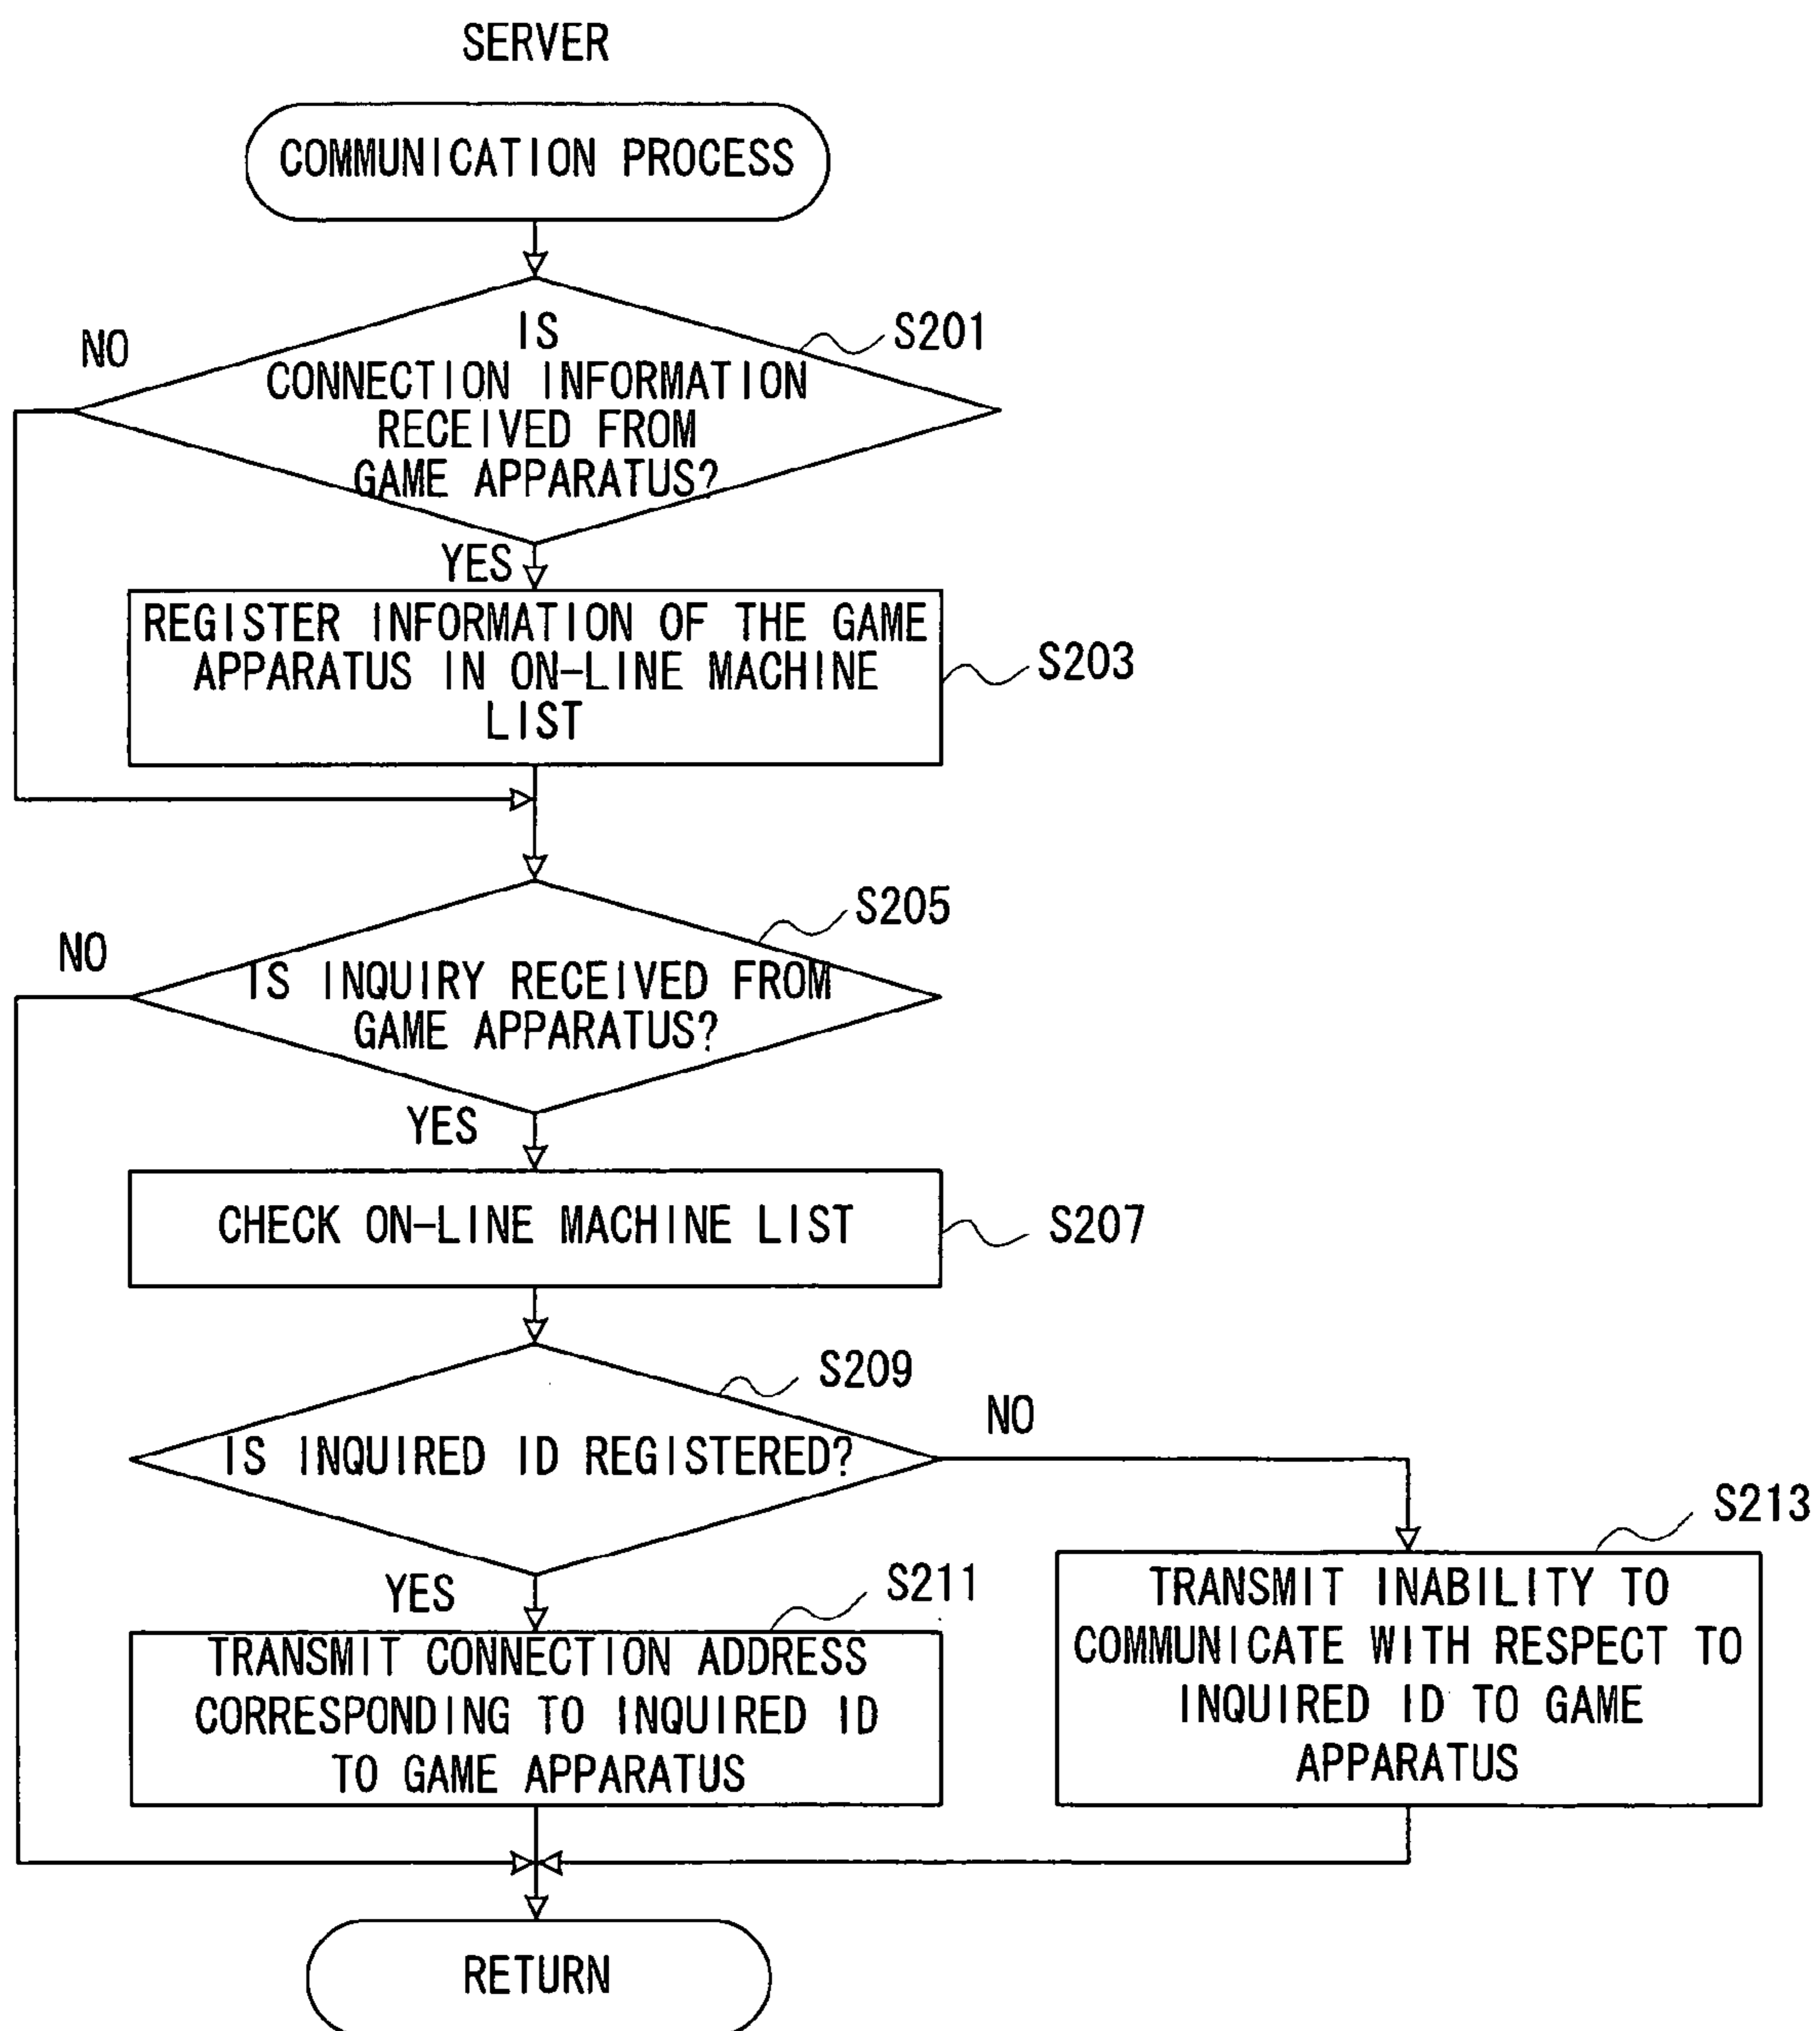 SERVER
COMMUNICATION PROCESS
NO
IS
CONNECTION INFORMATION
RECEIVED FROM
GAME APPARATUS?
S201
YES
REGISTER INFORMATION OF THE GAME
APPARATUS IN ON-LINE MACHINE
LIST
S203
NO
IS INQUIRY RECEIVED FROM
GAME APPARATUS?
S205
YES
CHECK ON-LINE MACHINE LIST
S207
IS INQUIRED ID REGISTERED?
S209
NO
YES
TRANSMIT CONNECTION ADDRESS
CORRESPONDING TO INQUIRED ID
TO GAME APPARATUS
S211
TRANSMIT INABILITY TO
COMMUNICATE WITH RESPECT TO
INQUIRED ID TO GAME
APPARATUS
S213
RETURN